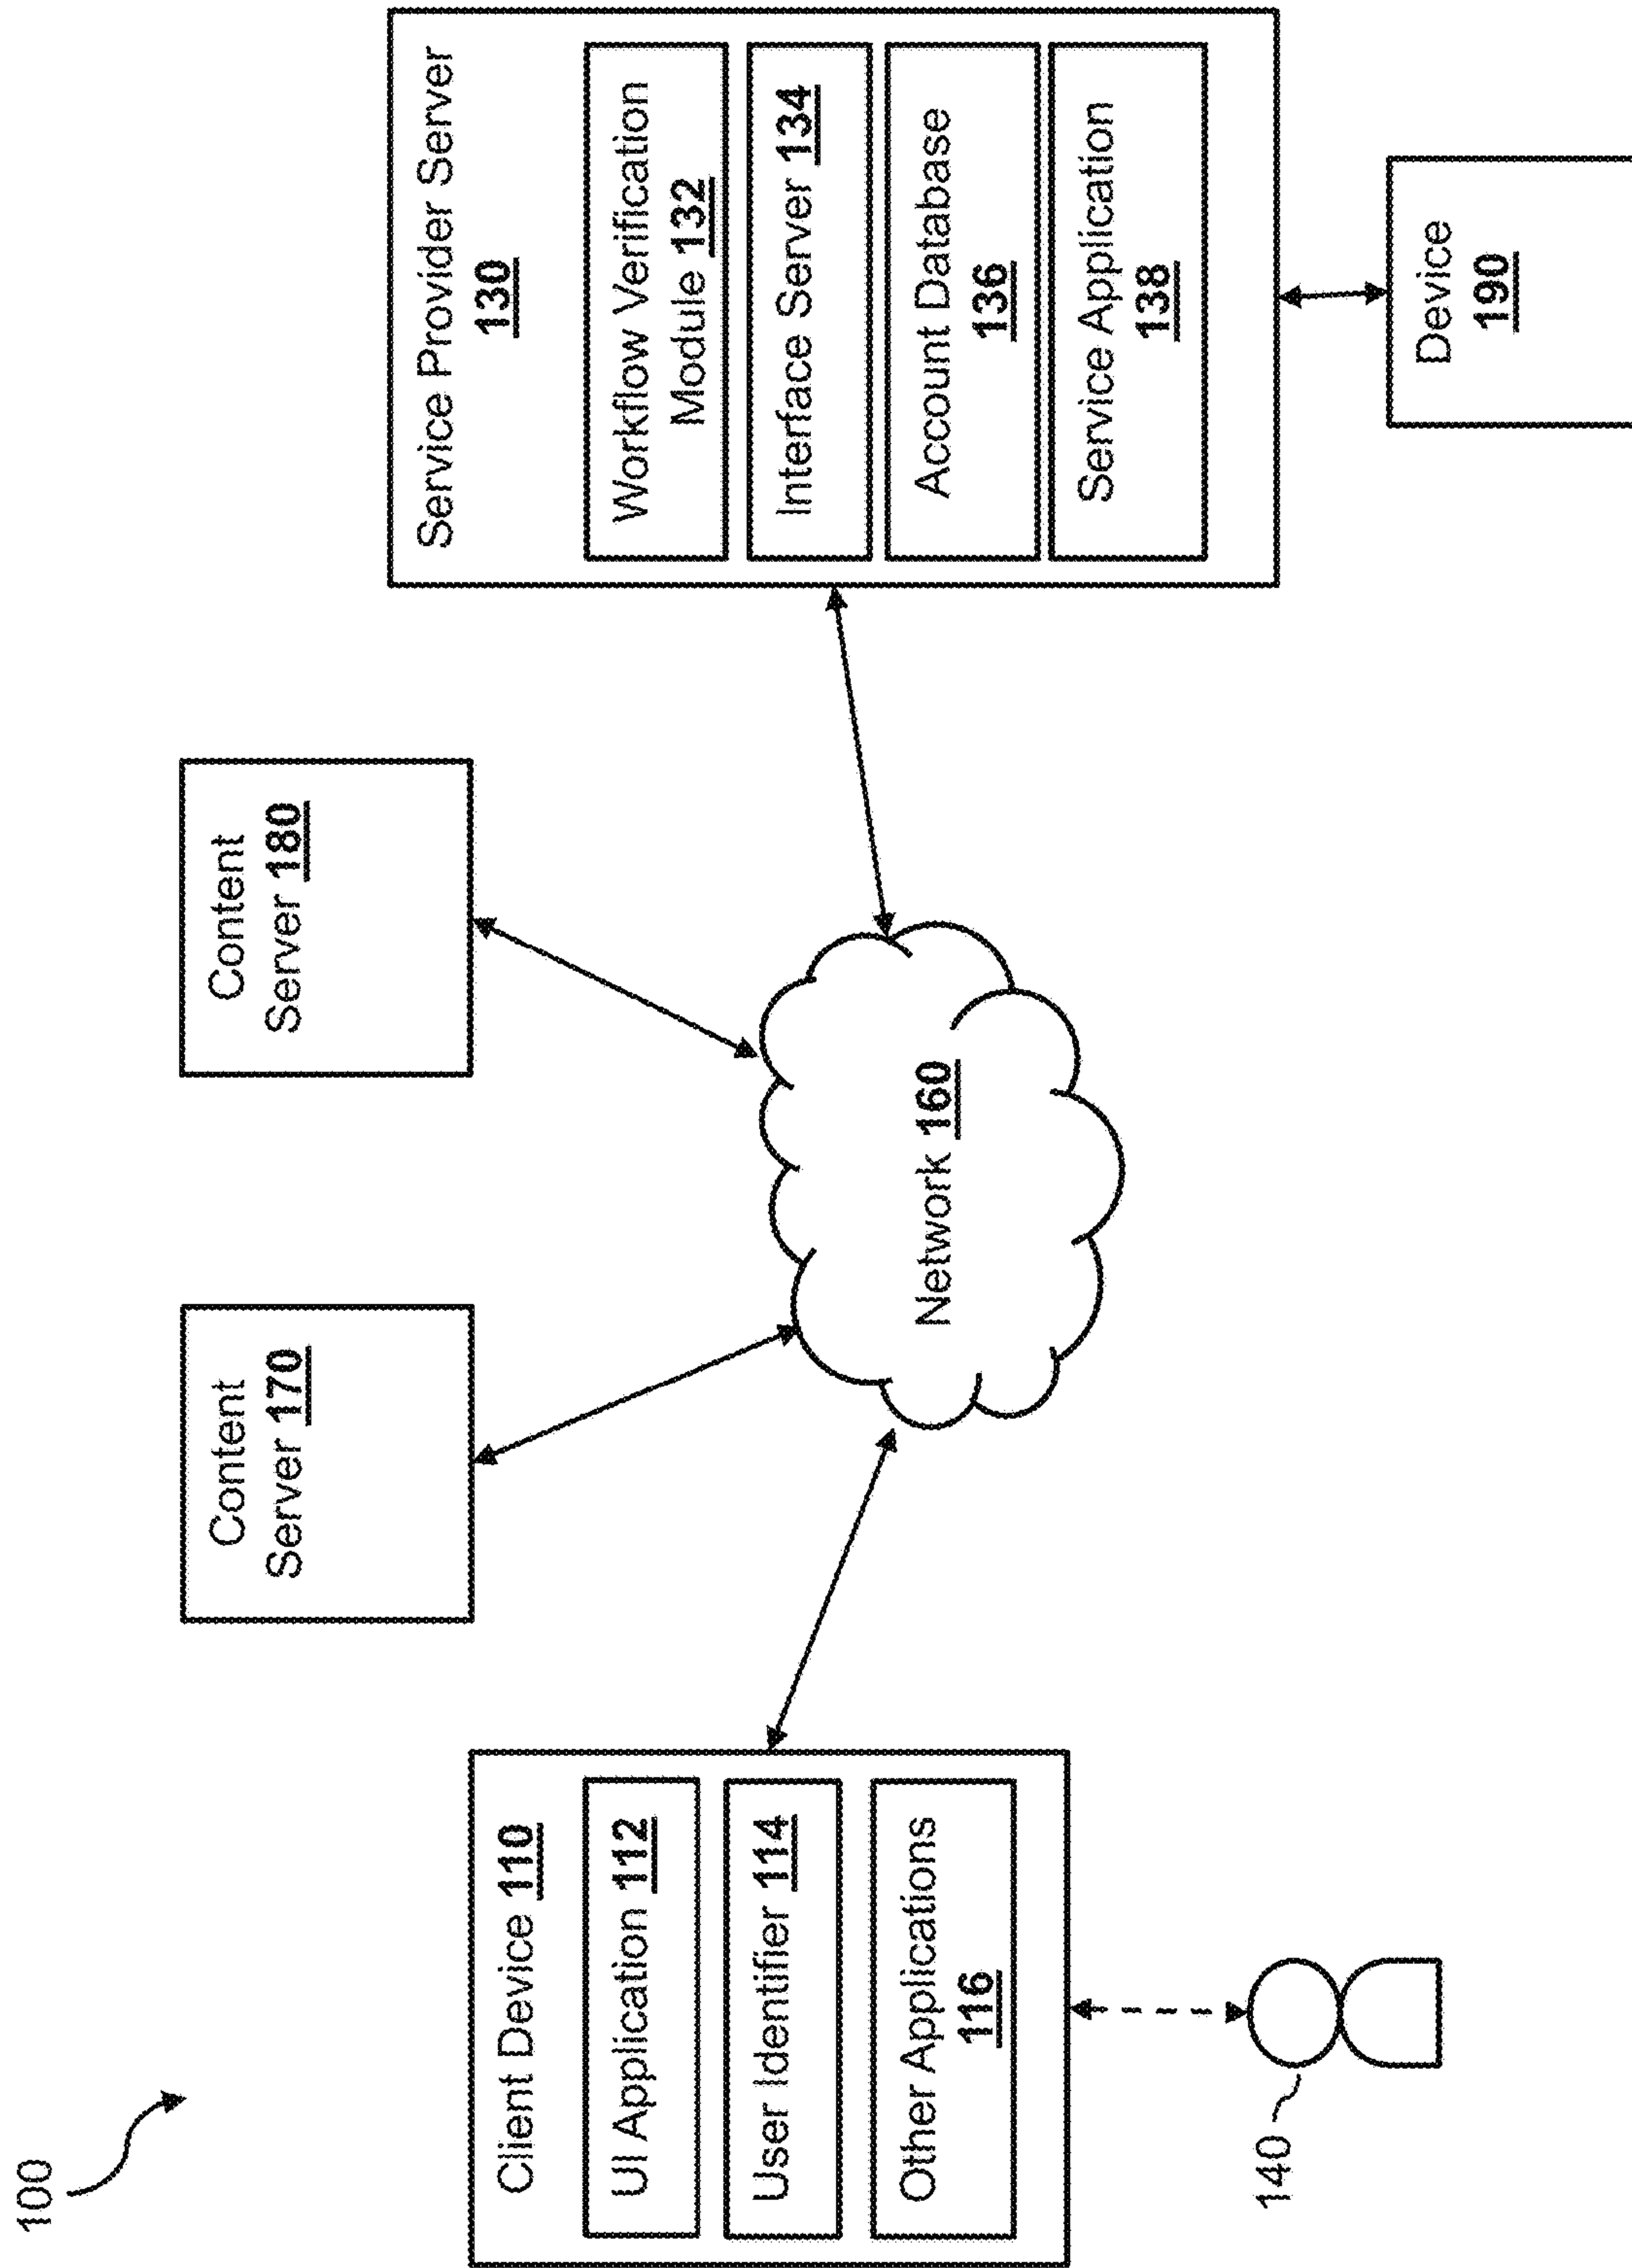 100
Content
Server 170
Content
Server 180
Client Device 110
UI Application 112
User Identifier 114
Other Applications
116
140
Network 160
Service Provider Server
130
Workflow Verification
Module 132
Interface Server 134
Account Database
136
Service Application
138
Device
190